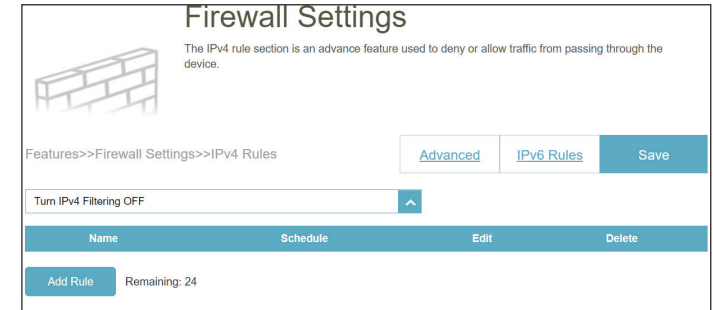 Firewall Settings
The IPv4 rule section is an advance feature used to deny or allow traffic from passing through the
device.
Features>>Firewall Settings>>IPv4 Rules
Advanced
IPv6 Rules
Save
Turn IPv4 Filtering OFF
Name Schedule Edit Delete
Add Rule Remaining: 24